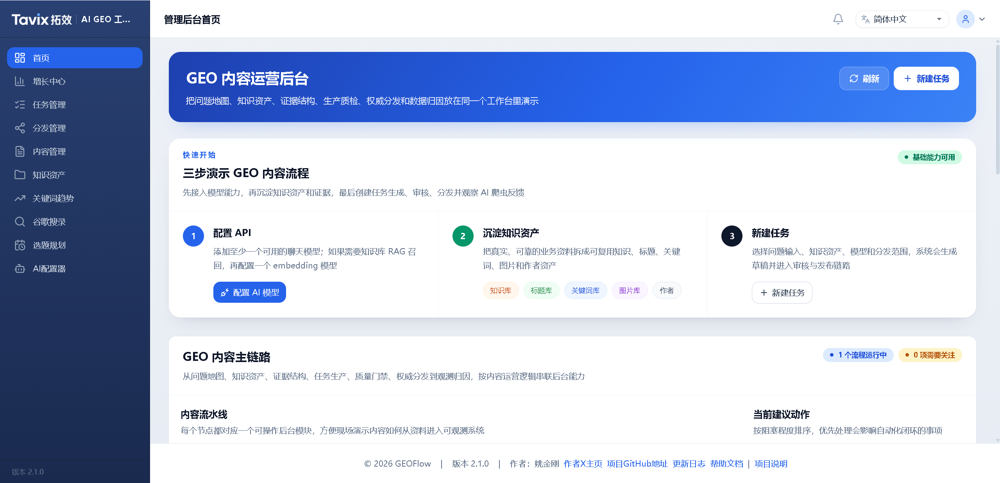 Tavix 拓效 AI GEO 工...
管理后台首页
简体中文
首页
增长中心
任务管理
分发管理
内容管理
知识资产
关键词趋势
谷歌搜录
选题规划
AI配置器
版本 2.1.0
GEO 内容运营后台
把问题地图、知识资产、证据结构、生产质检、权威分发和数据归因放在同一个工作台里演示
刷新
新建任务
快速开始
三步演示 GEO 内容流程
先接入模型能力，再沉淀知识资产和证据，最后创建任务生成、审核、分发并观察 AI 爬虫反馈
基础能力可用
1
配置 API
添加至少一个可用的聊天模型；如果需要知识库 RAG 召
回，再配置一个 embedding 模型
配置 AI 模型
2
沉淀知识资产
把真实、可靠的业务资料拆成可复用知识、标题、关键
词、图片和作者资产
知识库 标题库 关键词库 图片库 作者
3
新建任务
选择问题输入、知识资产、模型和分发范围，系统会生成
草稿并进入审核与发布链路
新建任务
GEO 内容主链路
从问题地图、知识资产、证据结构、任务生产、质量门禁、权威分发到观测归因，按内容运营逻辑串联后台能力
1 个流程运行中
0 项需要关注
内容流水线
每个节点都对应一个可操作后台模块，方便现场演示内容如何从资料进入可观测系统
当前建议动作
按阻塞程度排序，优先处理会影响自动化闭环的事项
© 2026 GEOFlow | 版本 2.1.0 | 作者：姚金刚 作者X主页 项目GitHub地址 更新日志 帮助文档 | 项目说明